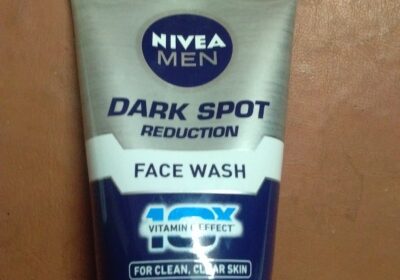 NIVEA
MEN
DARK SPOT
REDUCTION
FACE WASH
10X
VITAMIN C EFFECT*
FOR CLEAN, CLEAR SKIN